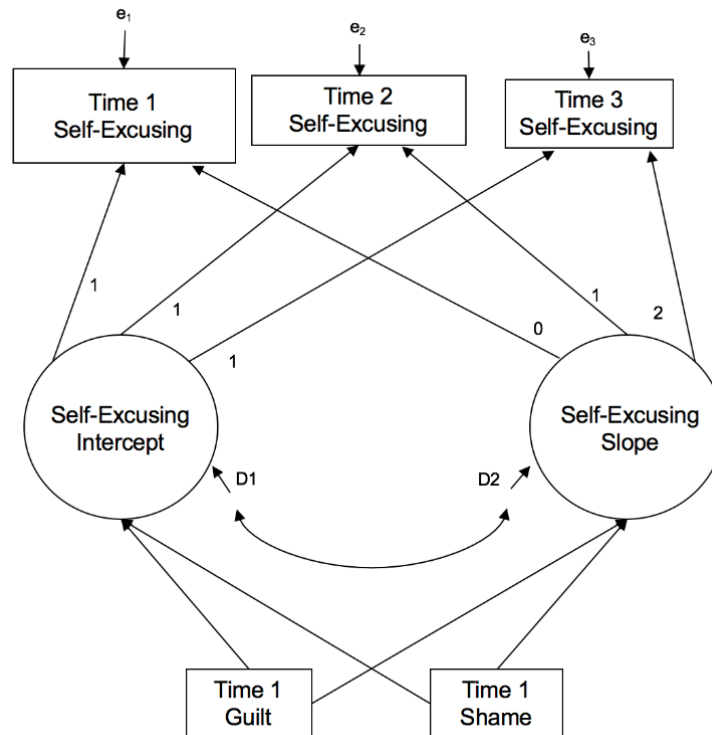 e₁
e₂
e₃
Time 1
Self-Excusing
Time 2
Self-Excusing
Time 3
Self-Excusing
1
1
1
0
1
2
Self-Excusing
Intercept
Self-Excusing
Slope
D1
D2
Time 1
Guilt
Time 1
Shame